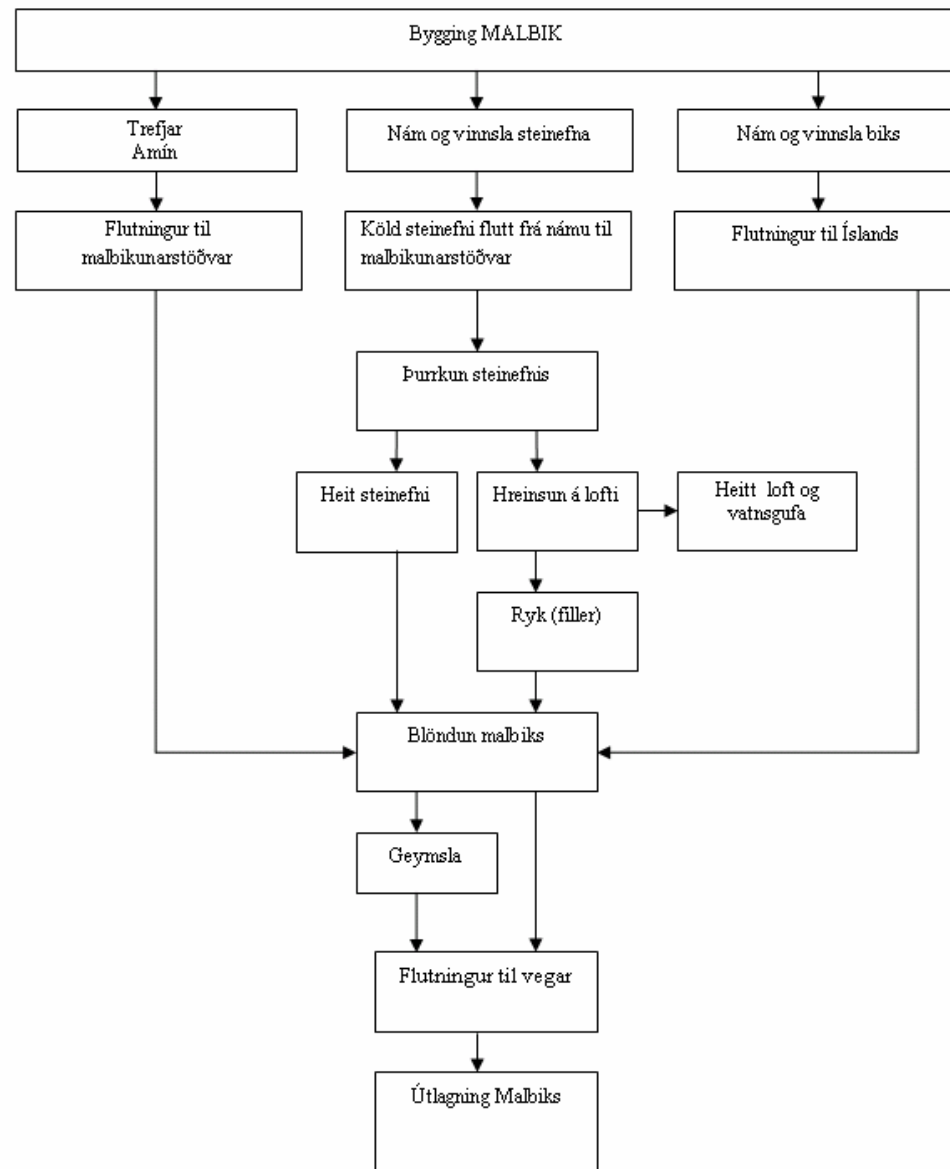 Bygging MALBIK
Trefjar
Amín
Nám og vinnsla steinefna
Nám og vinnsla biks
Flutningur til
malbikunarstöðvar
Köld steinefni flutt frá námu til
malbikunarstöðvar
Flutningur til Íslands
Þurrkun steinefnis
Heit steinefni
Hreinsun á lofti
Heitt loft og
vatnsgufa
Ryk (filler)
Blöndun malbiks
Geymsla
Flutningur til vegar
Útlagning Malbiks